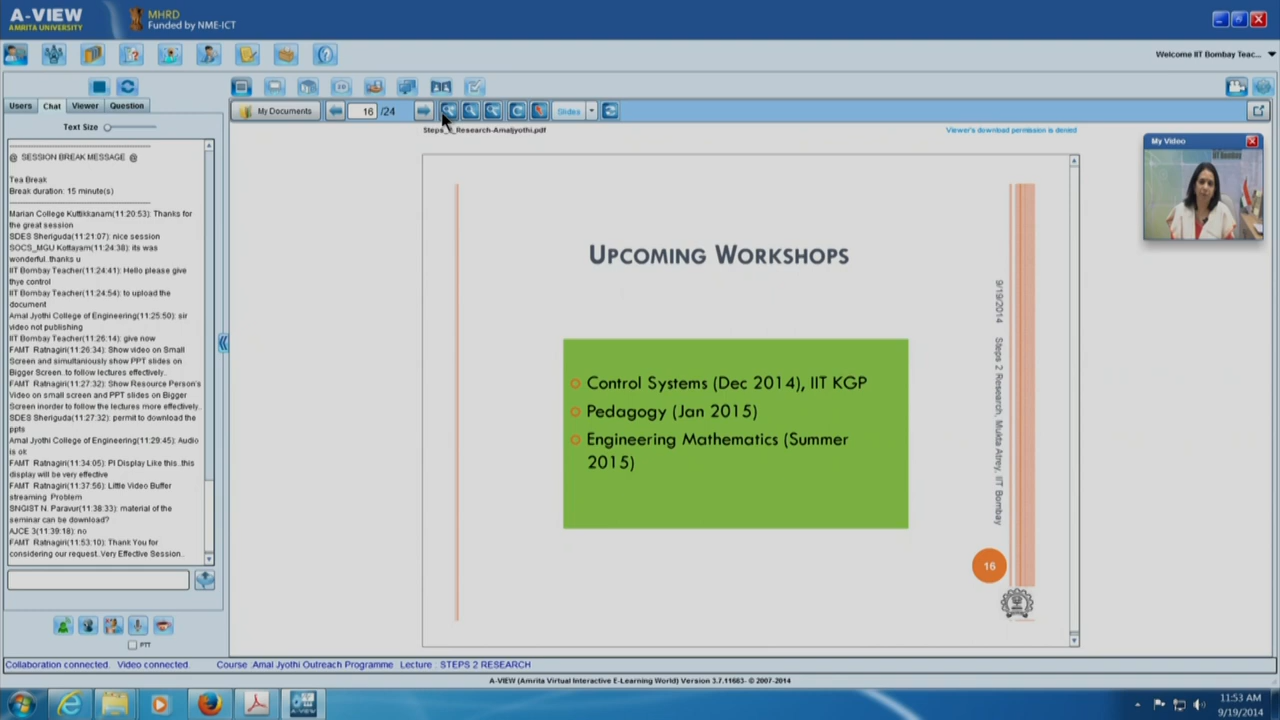 A-VIEW
AMRITA UNIVERSITY
MHRD
Funded by NME-ICT
Welcome IIT Bombay Teac...
Users Chat Viewer Question
Text Size
@ SESSION BREAK MESSAGE @
Tea Break
Break duration: 15 minute(s)
Marian College Kuttikkanam(11:20:53): Thanks for
the great session
SDES Sheriguda(11:21:07): nice session
SOCS_MGU Kottayam(11:24:38): its was
wonderful..thanks u
IIT Bombay Teacher(11:24:41): Hello please give
thye control
IIT Bombay Teacher(11:24:54): to upload the
document
Amal Jyothi College of Engineering(11:25:50): sir
video not publishing
IIT Bombay Teacher(11:26:14): give now
FAMT Ratnagiri(11:26:34): Show video on Small
Screen and simultaniously show PPT slides on
Bigger Screen. to follow lectures effectively..
FAMT Ratnagiri(11:27:32): Show Resource Person's
Video on small screen and PPT slides on Bigger
Screen inorder to follow the lectures more effectively..
SDES Sheriguda(11:27:32): permit to download the
ppts
Amal Jyothi College of Engineering(11:29:45): Audio
is ok
FAMT Ratnagiri(11:34:05): Pl Display Like this..this
display will be very effective
FAMT Ratnagiri(11:37:56): Little Video Buffer
streaming Problem
SNGIST N. Paravur(11:38:33): material of the
seminar can be download?
AJCE 3(11:39:18): no
FAMT Ratnagiri(11:53:10): Thank You for
considering our request..Very Effective Session..
PTT
My Documents 16 /24 Slides
Viewer's download permission is denied
UPCOMING WORKSHOPS
Control Systems (Dec 2014), IIT KGP
Pedagogy (Jan 2015)
Engineering Mathematics (Summer
2015)
9/19/2014 Steps 2 Research, Mukta Atrey, IIT Bombay
16
My Video
IIT Bombay
Collaboration connected. Video connected. Course : Amal Jyothi Outreach Programme Lecture : STEPS 2 RESEARCH
A-VIEW (Amrita Virtual Interactive E-Learning World) Version 3.7.11663- © 2007-2014
11:53 AM
9/19/2014